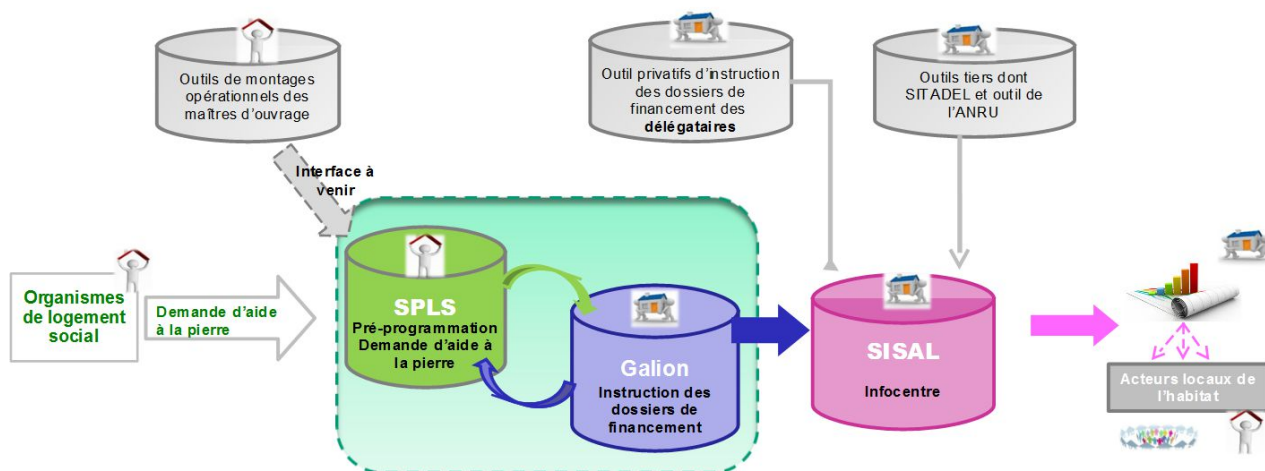 Outils de montages
opérationnels des
maîtres d'ouvrage
Outil privatifs d'instruction
des dossiers de
financement des
délégataires
Outils tiers dont
SITADEL et outil de
l'ANRU
Interface à
venir
Organismes
de logement
social
Demande d'aide
à la pierre
SPLS
Pré-programmation
Demande d'aide à
la pierre
Galion
Instruction des
dossiers de
financement
SISAL
Infocentre
Acteurs locaux de
l'habitat